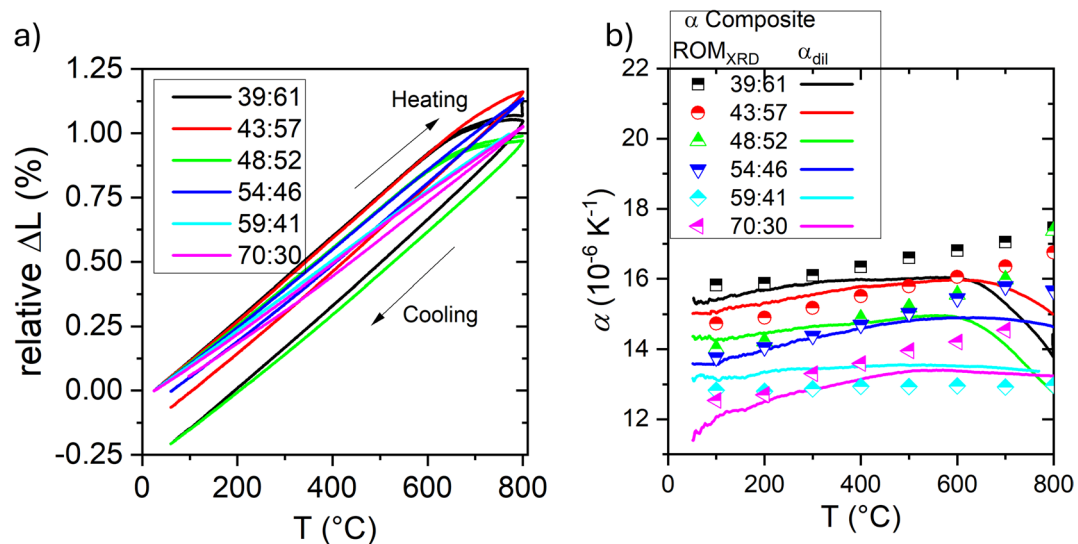 a)
1.25
1.00
0.75
0.50
0.25
0.00
-0.25
relative ΔL (%)
39:61
43:57
48:52
54:46
59:41
70:30
Heating
Cooling
0 200 400 600 800
T (°C)
b)
α Composite
ROM_XRD α_dil
39:61
43:57
48:52
54:46
59:41
70:30
22
20
18
16
14
12
α (10⁻⁶ K⁻¹)
0 200 400 600 800
T (°C)